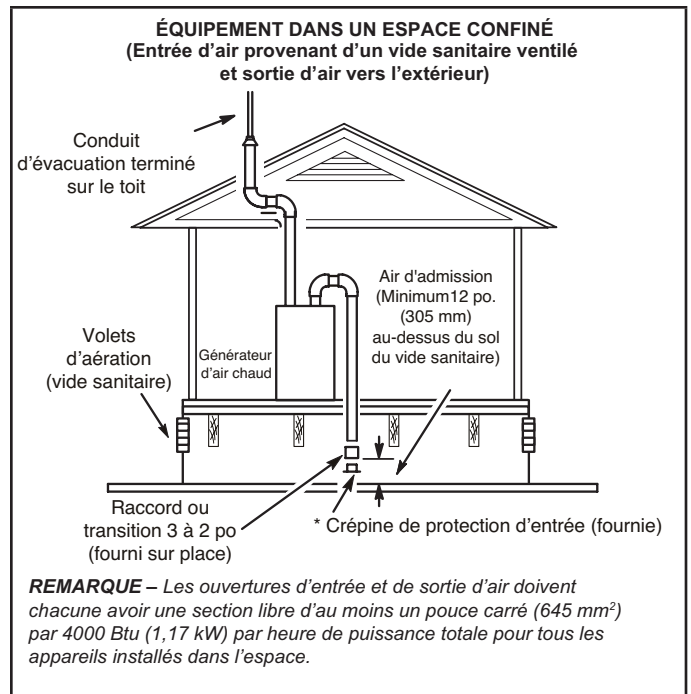 ÉQUIPEMENT DANS UN ESPACE CONFINÉ
(Entrée d'air provenant d'un vide sanitaire ventilé
et sortie d'air vers l'extérieur)
Conduit
d'évacuation terminé
sur le toit
Air d'admission
(Minimum12 po.
(305 mm)
au-dessus du sol
du vide sanitaire)
Volets
d'aération
(vide sanitaire)
Générateur
d'air chaud
Raccord ou
transition 3 à 2 po
(fourni sur place)
* Crépine de protection d'entrée (fournie)
REMARQUE – Les ouvertures d'entrée et de sortie d'air doivent
chacune avoir une section libre d'au moins un pouce carré (645 mm²)
par 4000 Btu (1,17 kW) par heure de puissance totale pour tous les
appareils installés dans l'espace.